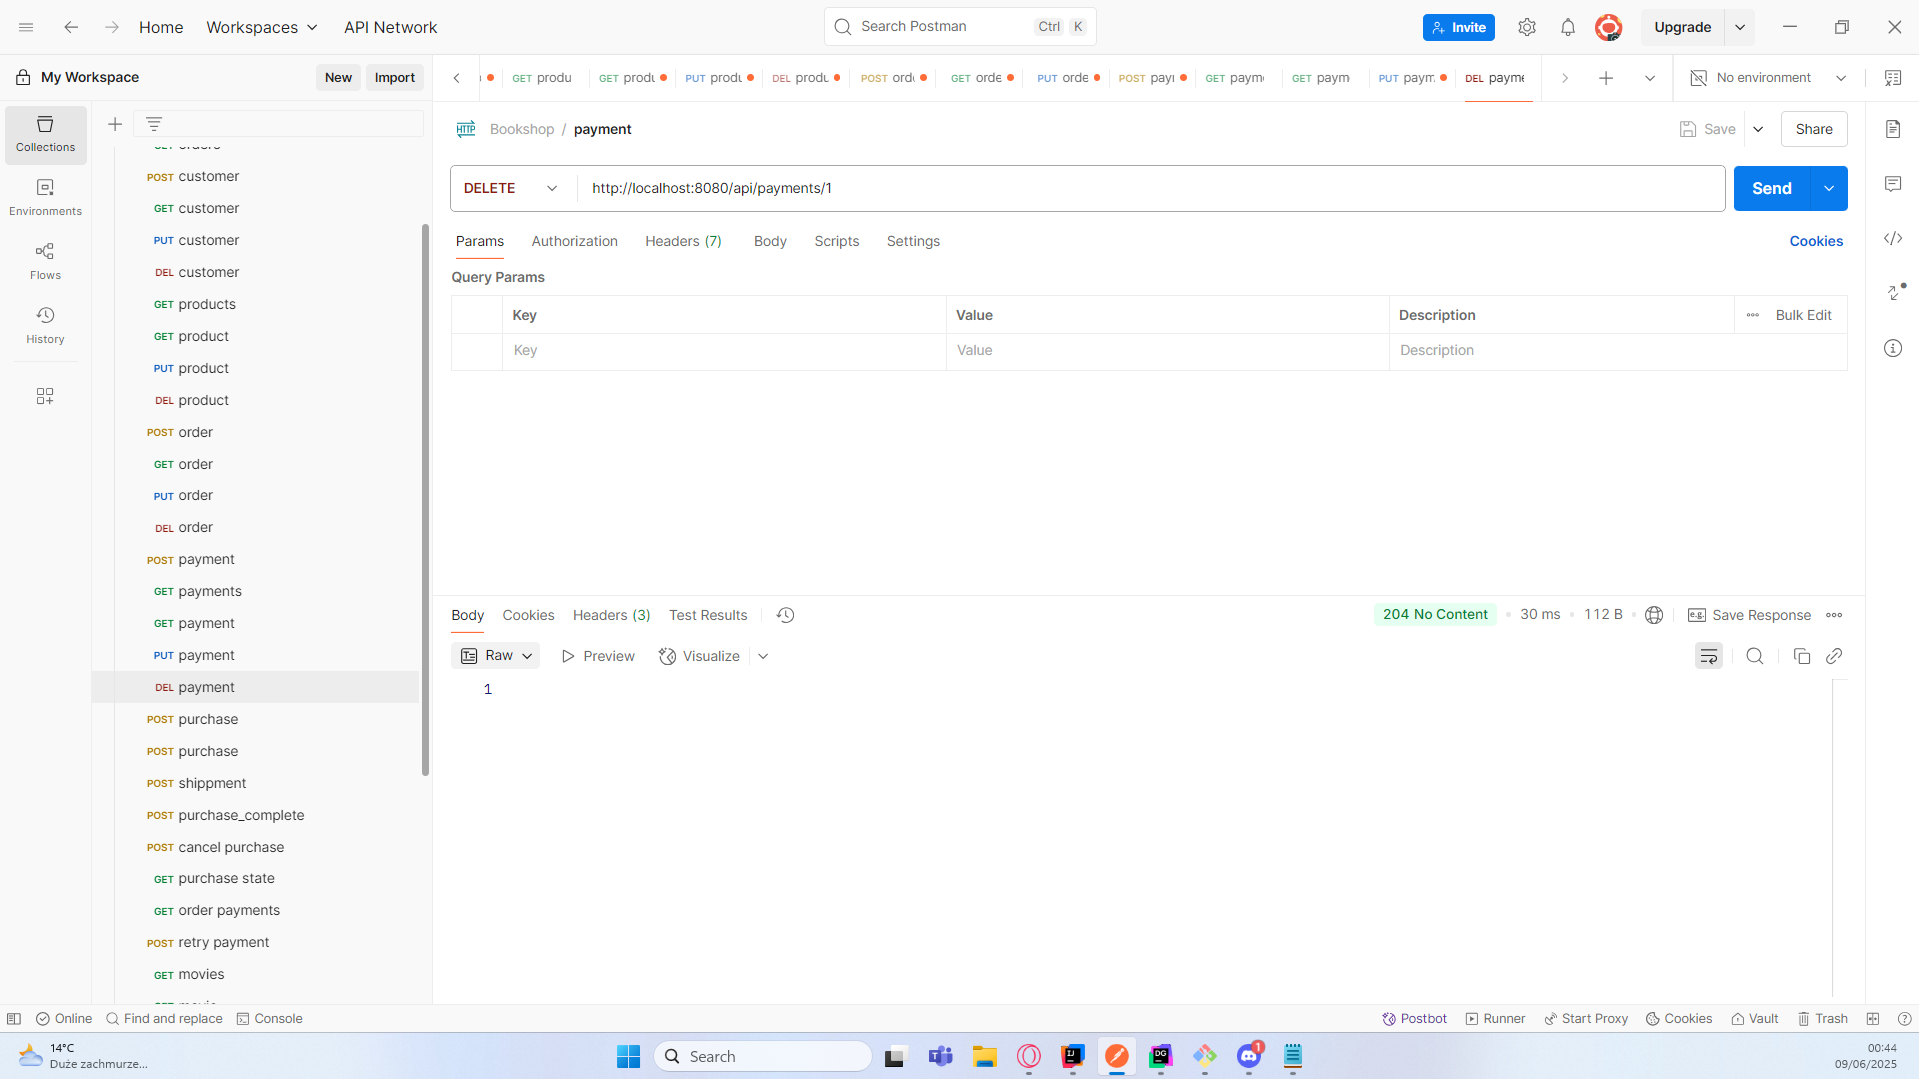 Home Workspaces API Network Search Postman Ctrl K Invite Upgrade
My Workspace New Import
GET produ GET produ PUT produ DEL produ POST orde GET orde PUT orde POST payı GET paym GET paym PUT paym DEL payme No environment
Collections
Environments
Flows
History
POST customer
GET customer
PUT customer
DEL customer
GET products
GET product
PUT product
DEL product
POST order
GET order
PUT order
DEL order
POST payment
GET payments
GET payment
PUT payment
DEL payment
POST purchase
POST purchase
POST shippment
POST purchase_complete
POST cancel purchase
GET purchase state
GET order payments
POST retry payment
GET movies
HTTP Bookshop / payment Save Share
DELETE http://localhost:8080/api/payments/1 Send
Params Authorization Headers (7) Body Scripts Settings Cookies
Query Params
Key Value Description Bulk Edit
Key Value Description
Body Cookies Headers (3) Test Results 204 No Content 30 ms 112 B e.g. Save Response
Raw Preview Visualize
1
Online Find and replace Console Postbot Runner Start Proxy Cookies Vault Trash
14°C
Duże zachmurze...
Search
IJ
DG
1
00:44
09/06/2025